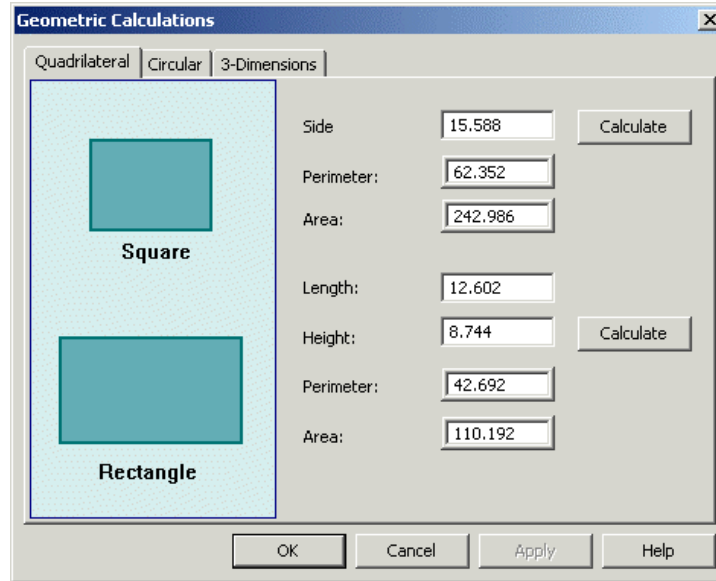 Geometric Calculations
Quadrilateral Circular 3-Dimensions
Side 15.588 Calculate
Perimeter: 62.352
Area: 242.986
Square
Length: 12.602
Height: 8.744 Calculate
Perimeter: 42.692
Area: 110.192
Rectangle
OK Cancel Apply Help